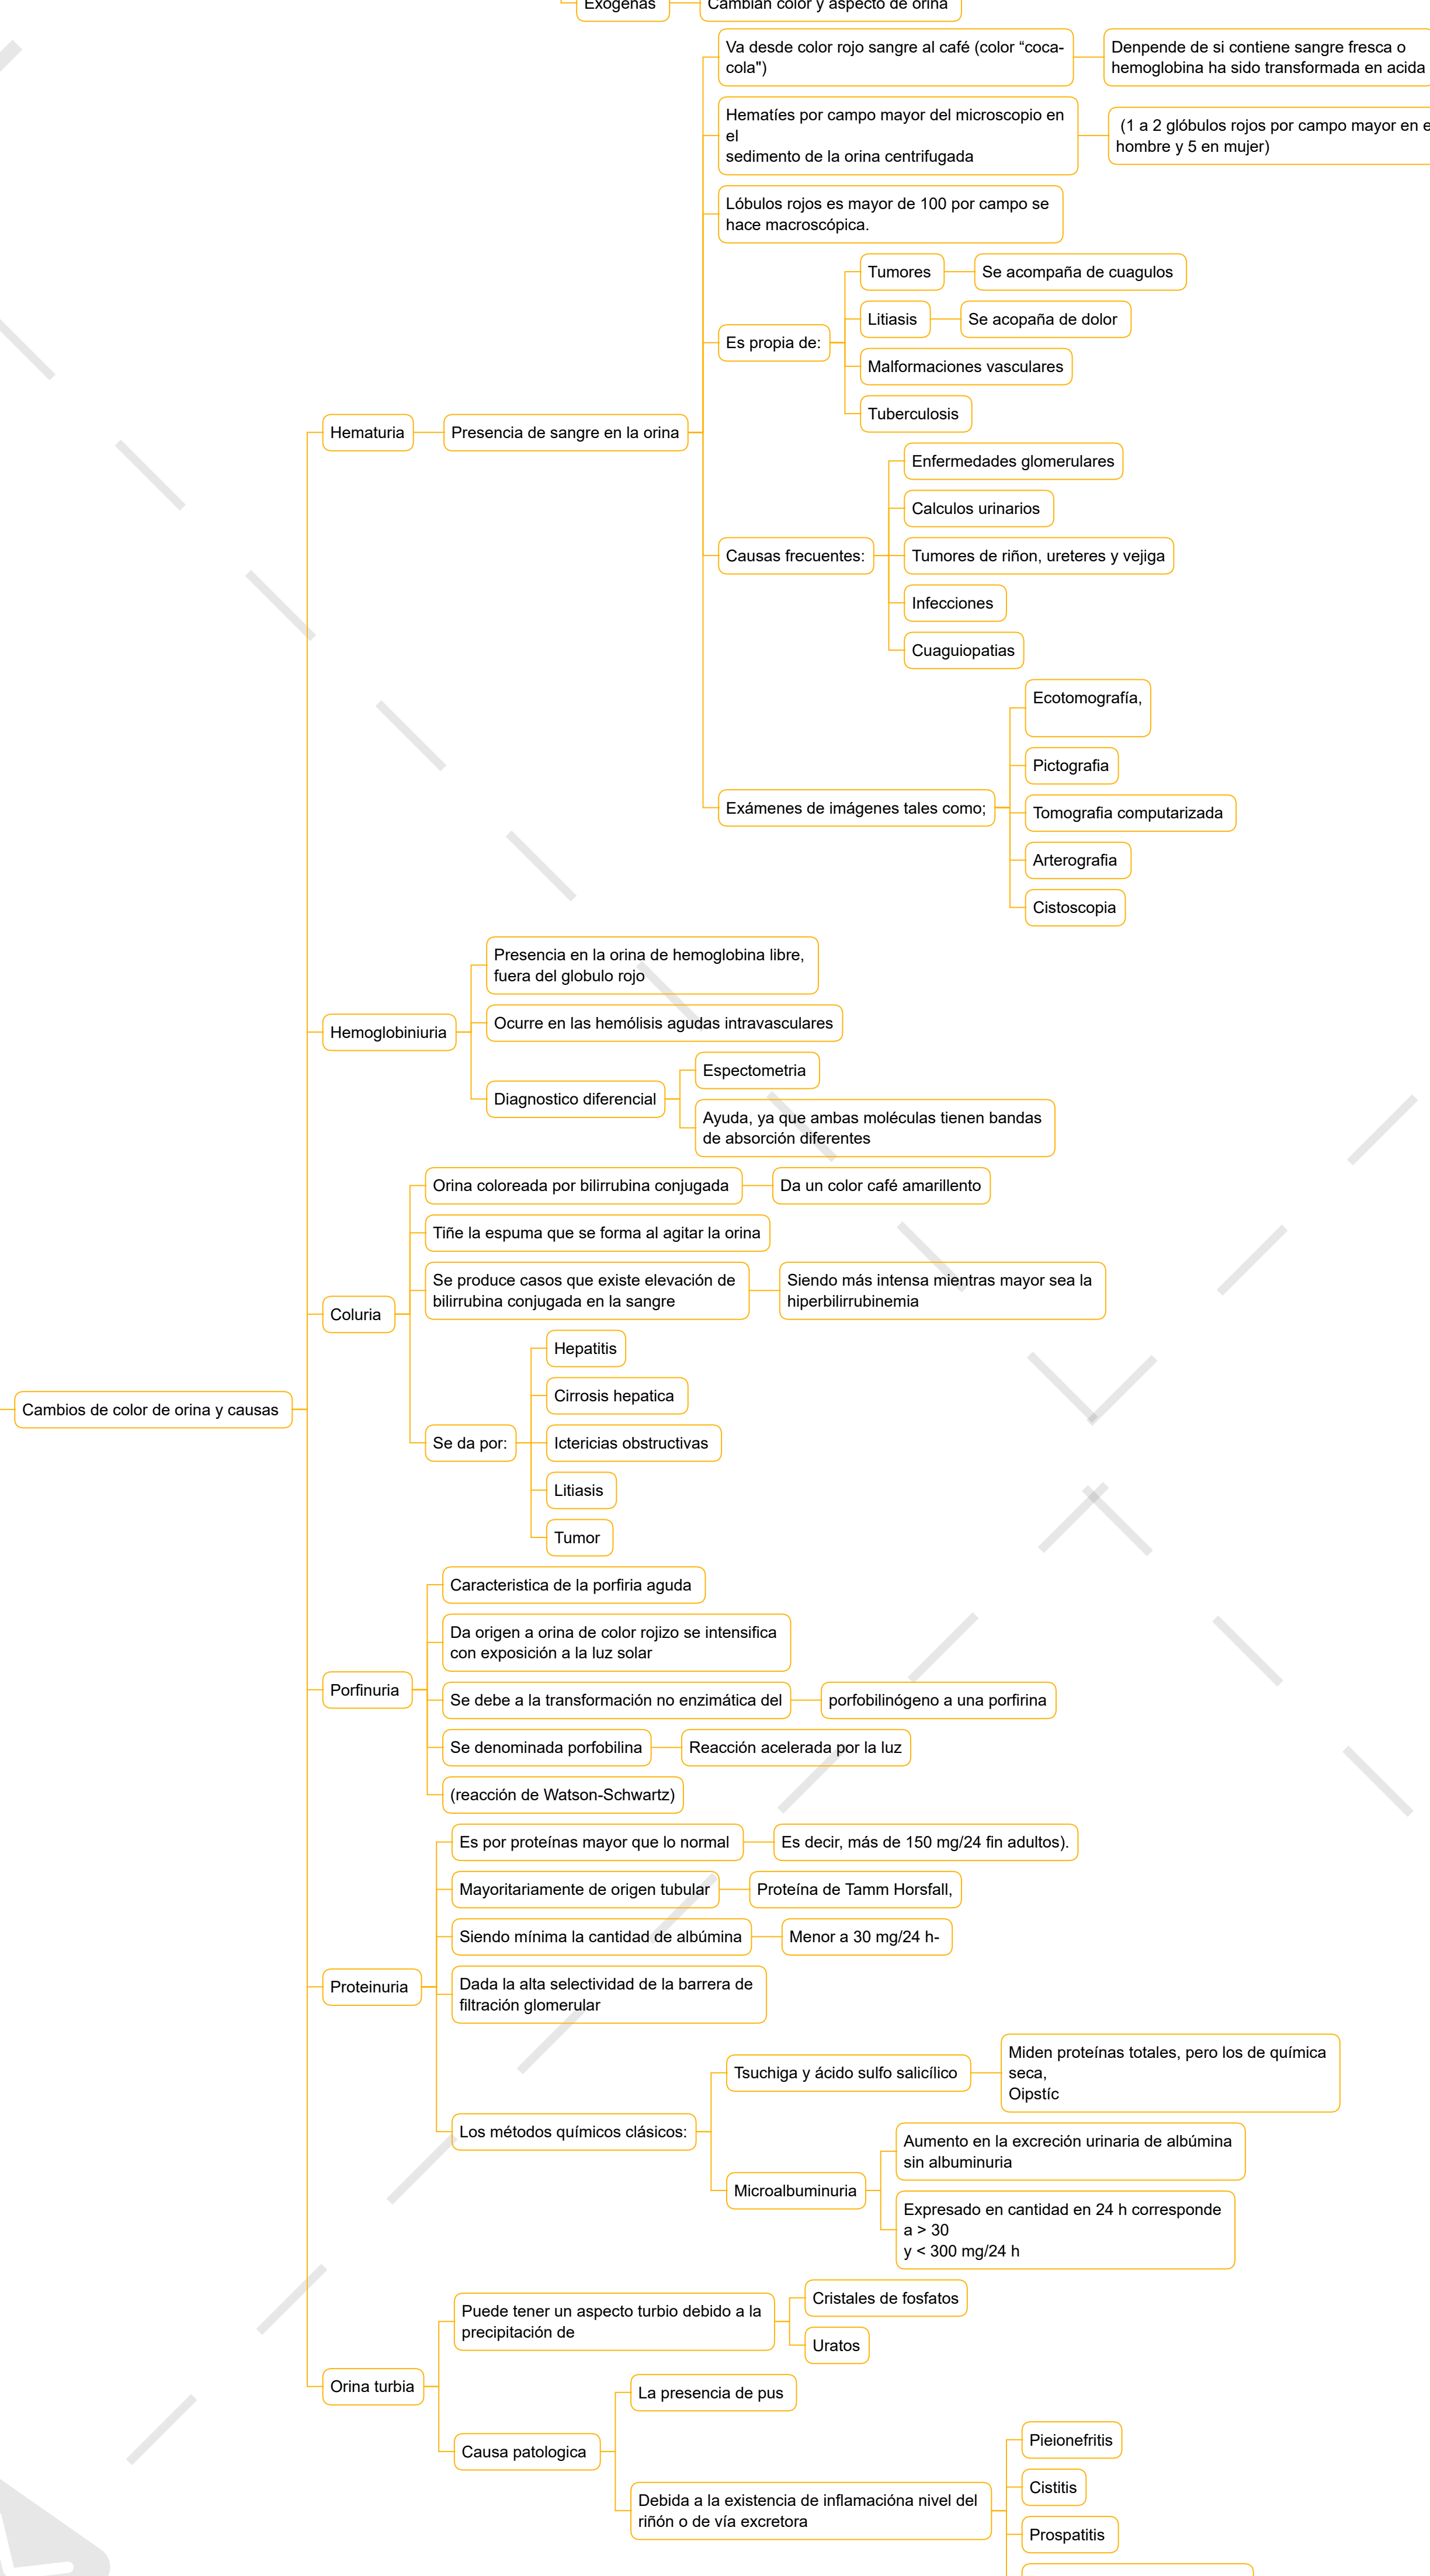 Exógenas
Cambian color y aspecto de orina
Va desde color rojo sangre al café (color “coca-
cola")
Denpende de si contiene sangre fresca o
hemoglobina ha sido transformada en acida
Hematíes por campo mayor del microscopio en
el
sedimento de la orina centrifugada
(1 a 2 glóbulos rojos por campo mayor en e
hombre y 5 en mujer)
Lóbulos rojos es mayor de 100 por campo se
hace macroscópica.
Es propia de:
Tumores
Se acompaña de cuagulos
Litiasis
Se acopaña de dolor
Malformaciones vasculares
Tuberculosis
Hematuria
Presencia de sangre en la orina
Causas frecuentes:
Enfermedades glomerulares
Calculos urinarios
Tumores de riñon, ureteres y vejiga
Infecciones
Cuaguiopatias
Exámenes de imágenes tales como;
Ecotomografía,
Pictografia
Tomografia computarizada
Arterografia
Cistoscopia
Hemoglobiniuria
Presencia en la orina de hemoglobina libre,
fuera del globulo rojo
Ocurre en las hemólisis agudas intravasculares
Diagnostico diferencial
Espectometria
Ayuda, ya que ambas moléculas tienen bandas
de absorción diferentes
Coluria
Orina coloreada por bilirrubina conjugada
Da un color café amarillento
Tiñe la espuma que se forma al agitar la orina
Se produce casos que existe elevación de
bilirrubina conjugada en la sangre
Siendo más intensa mientras mayor sea la
hiperbilirrubinemia
Se da por:
Hepatitis
Cirrosis hepatica
Ictericias obstructivas
Litiasis
Tumor
Cambios de color de orina y causas
Porfinuria
Caracteristica de la porfiria aguda
Da origen a orina de color rojizo se intensifica
con exposición a la luz solar
Se debe a la transformación no enzimática del
porfobilinógeno a una porfirina
Se denominada porfobilina
Reacción acelerada por la luz
(reacción de Watson-Schwartz)
Proteinuria
Es por proteínas mayor que lo normal
Es decir, más de 150 mg/24 fin adultos).
Mayoritariamente de origen tubular
Proteína de Tamm Horsfall,
Siendo mínima la cantidad de albúmina
Menor a 30 mg/24 h-
Dada la alta selectividad de la barrera de
filtración glomerular
Los métodos químicos clásicos:
Tsuchiga y ácido sulfo salicílico
Miden proteínas totales, pero los de química
seca,
Oipstíc
Microalbuminuria
Aumento en la excreción urinaria de albúmina
sin albuminuria
Expresado en cantidad en 24 h corresponde
a > 30
y < 300 mg/24 h
Orina turbia
Puede tener un aspecto turbio debido a la
precipitación de
Cristales de fosfatos
Uratos
Causa patologica
La presencia de pus
Debida a la existencia de inflamacióna nivel del
riñón o de vía excretora
Pieionefritis
Cistitis
Prospatitis